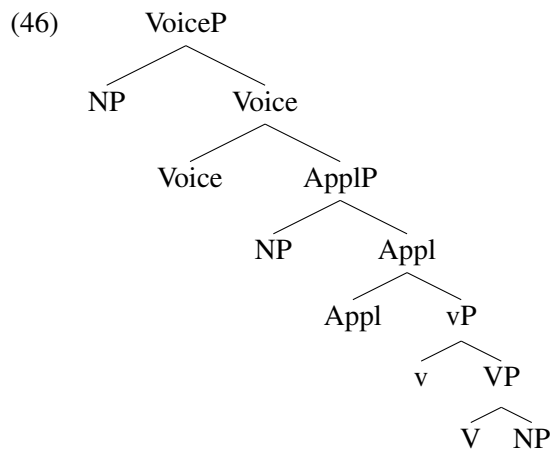 (46) VoiceP
NP Voice
Voice ApplP
NP Appl
Appl vP
v VP
V NP